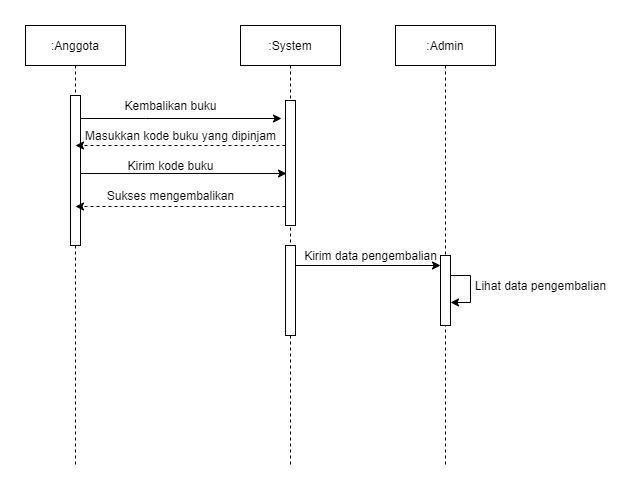 :Anggota
:System
:Admin
Kembalikan buku
Masukkan kode buku yang dipinjam
Kirim kode buku
Sukses mengembalikan
Kirim data pengembalian
Lihat data pengembalian